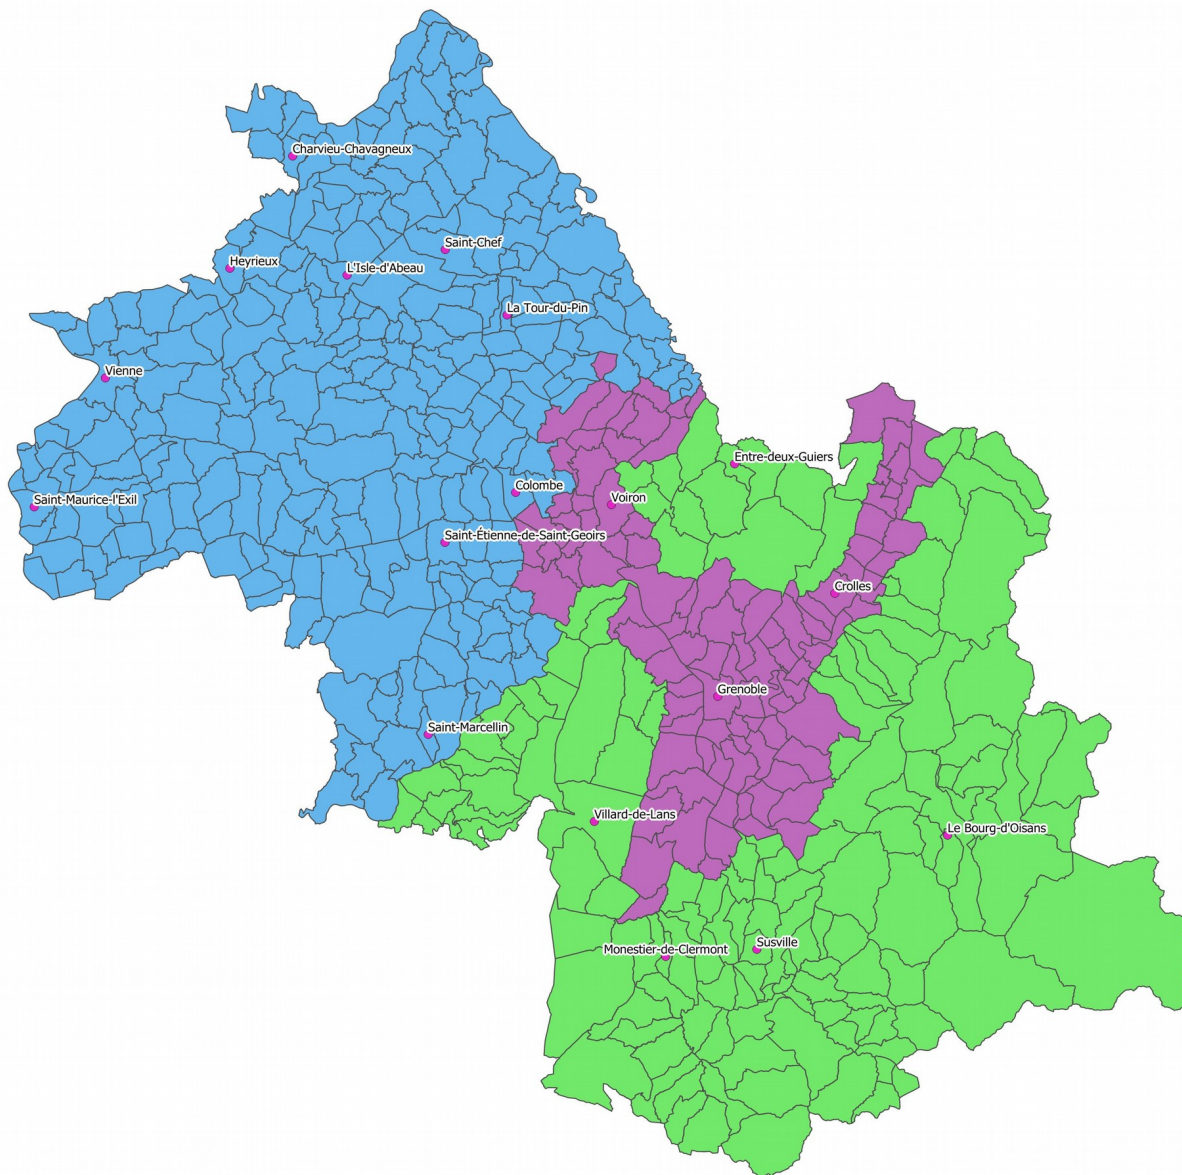 Charvieu-Chavagneux
Saint-Chef
Heyrieux
L'Isle-d'Abeau
La Tour-du-Pin
Vienne
Entre-deux-Guiers
Colombe
Saint-Maurice-l'Exil
Voiron
Saint-Étienne-de-Saint-Geoirs
Crolles
Grenoble
Saint-Marcellin
Villard-de-Lans
Le Bourg-d'Oisans
Susville
Monestier-de-Clermont